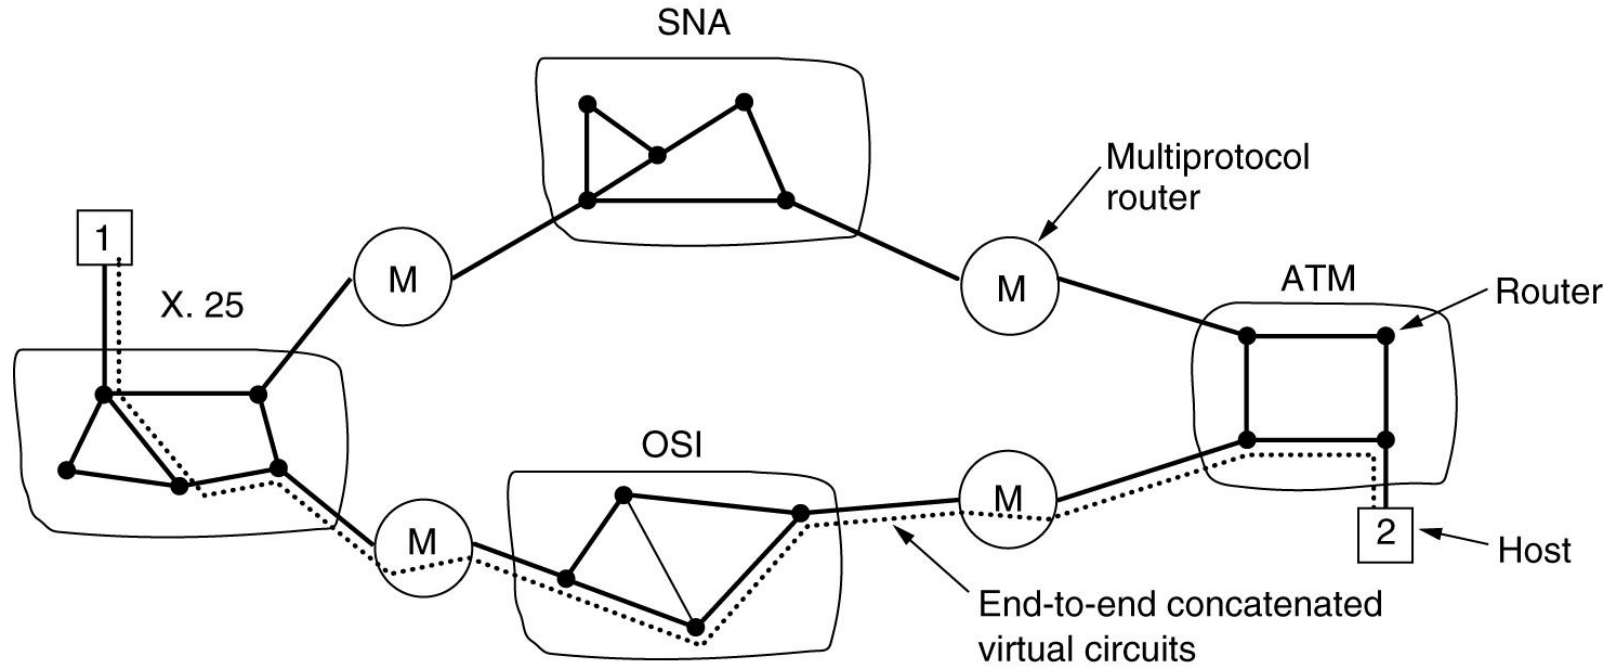 SNA
Multiprotocol
router
1
X. 25
M
M
ATM
Router
OSI
M
M
2
Host
End-to-end concatenated
virtual circuits